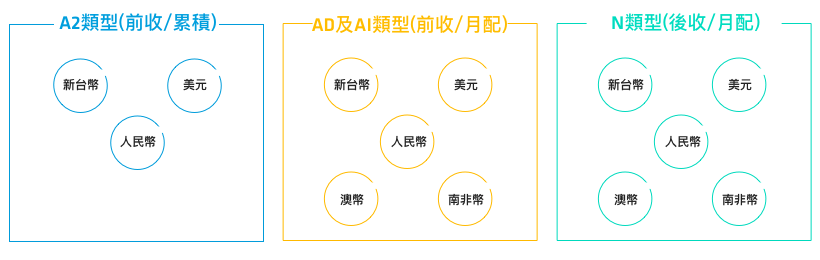 A2類型(前收/累積)
新台幣
美元
人民幣
AD及AI類型(前收/月配)
新台幣
美元
人民幣
澳幣
南非幣
N類型(後收/月配)
新台幣
美元
人民幣
澳幣
南非幣